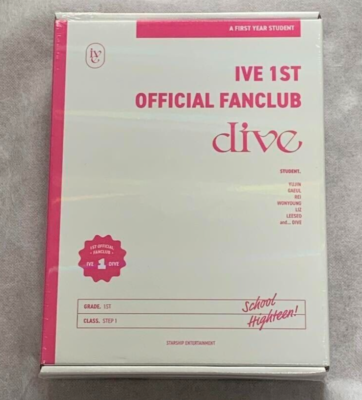 A FIRST YEAR STUDENT
IVE 1ST
OFFICIAL FANCLUB
dive
STUDENT.
YUJIN
GAEUL
REI
WONYOUNG
LIZ
LEESEO
and... DIVE
1ST OFFICIAL
- FANCLUB -
IVE 1 DIVE
GRADE. 1ST
CLASS. STEP 1
School
Highteen!
STARSHIP ENTERTAINMENT